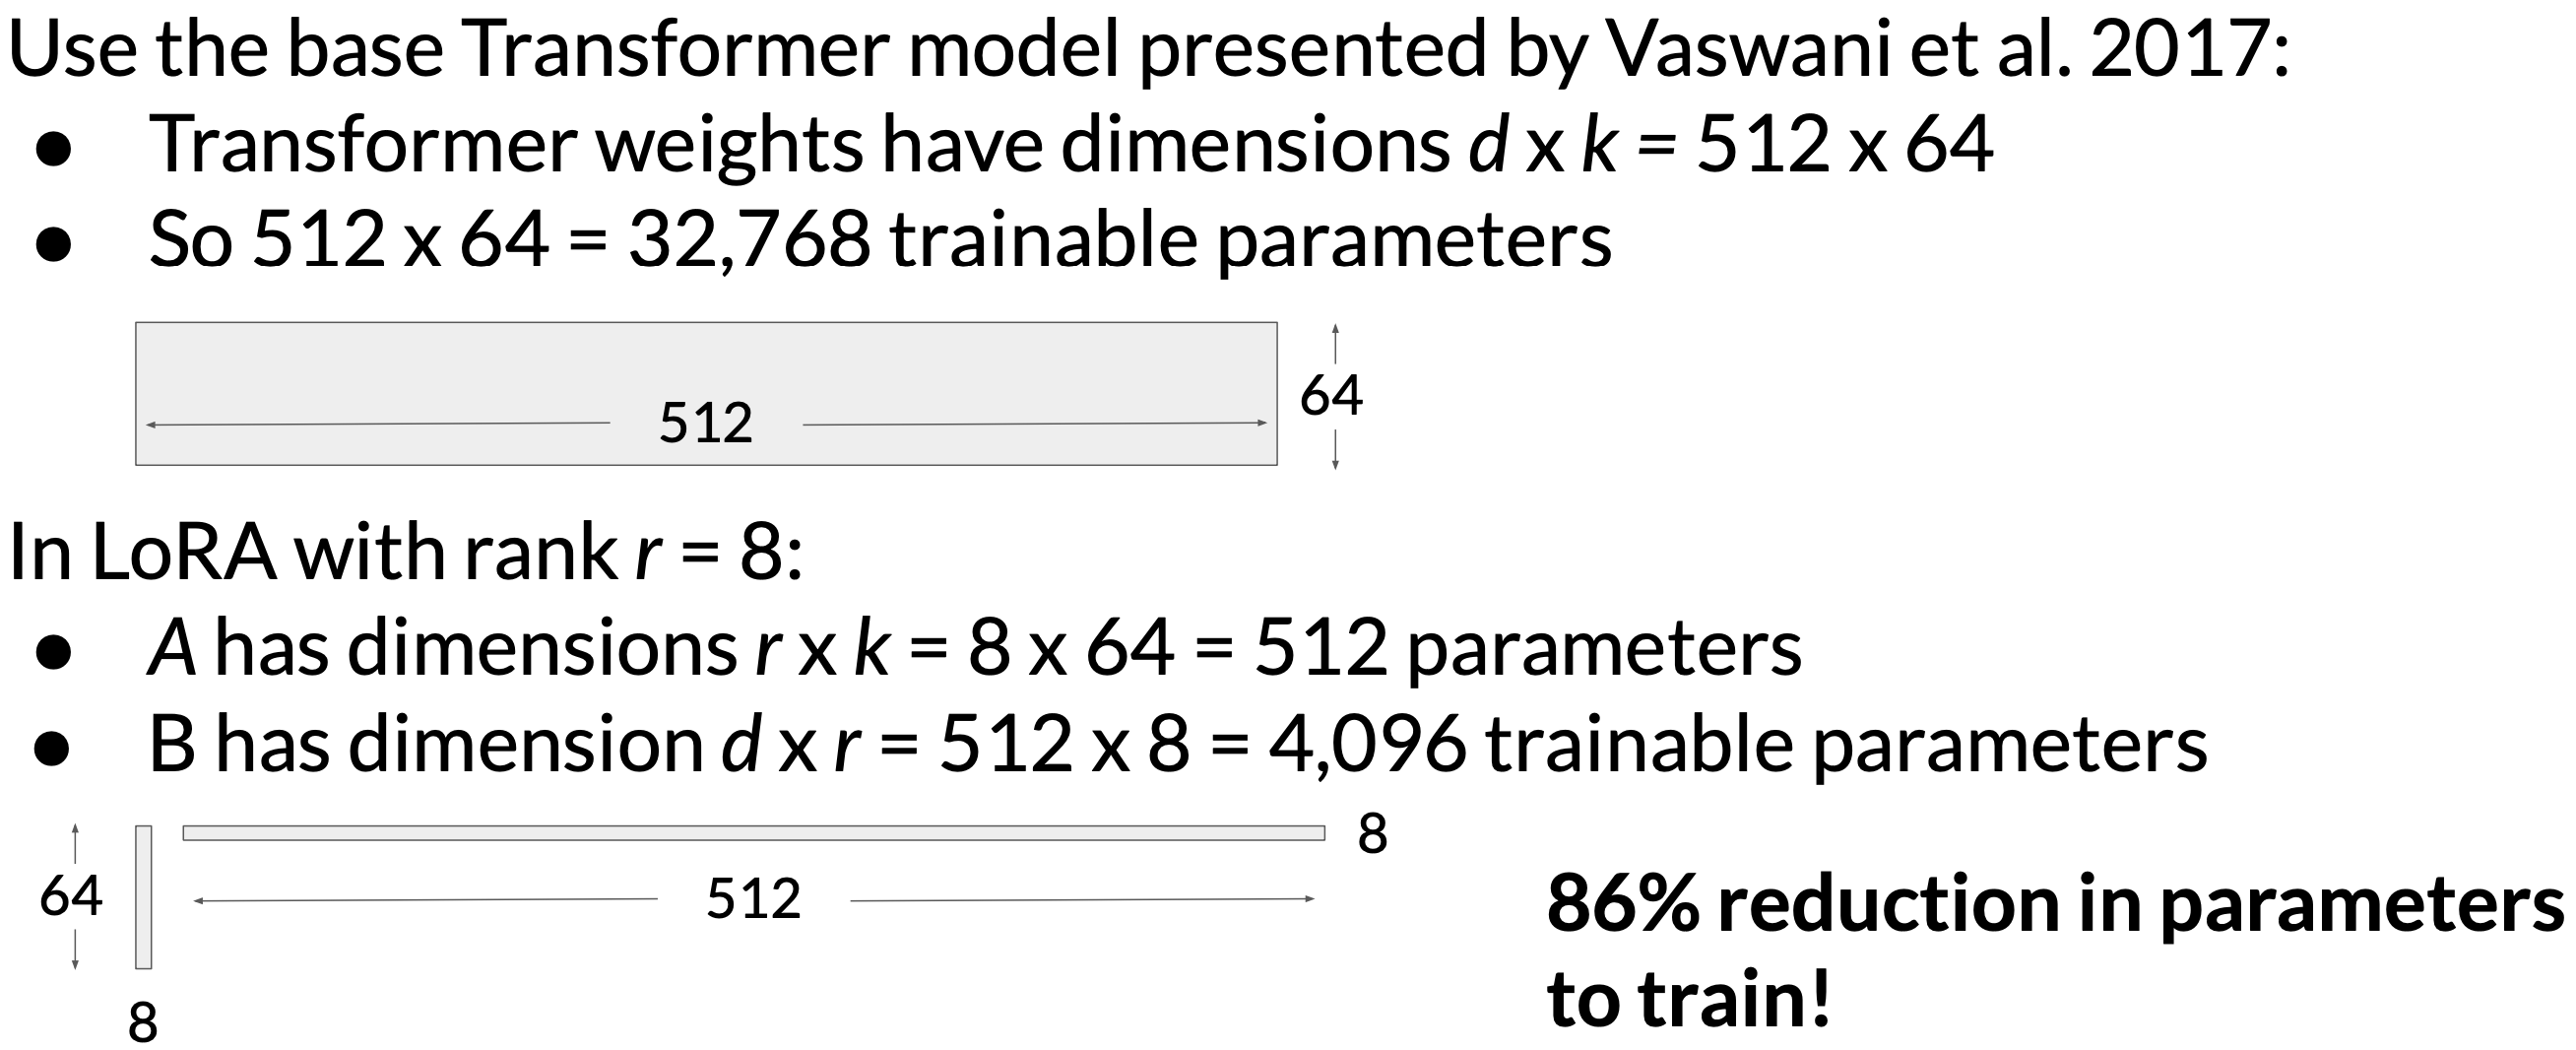 Use the base Transformer model presented by Vaswani et al. 2017:
● Transformer weights have dimensions d x k = 512 x 64
● So 512 x 64 = 32,768 trainable parameters
512
64
In LoRA with rank r = 8:
● A has dimensions r x k = 8 x 64 = 512 parameters
● B has dimension d x r = 512 x 8 = 4,096 trainable parameters
8
64
512
8
86% reduction in parameters
to train!